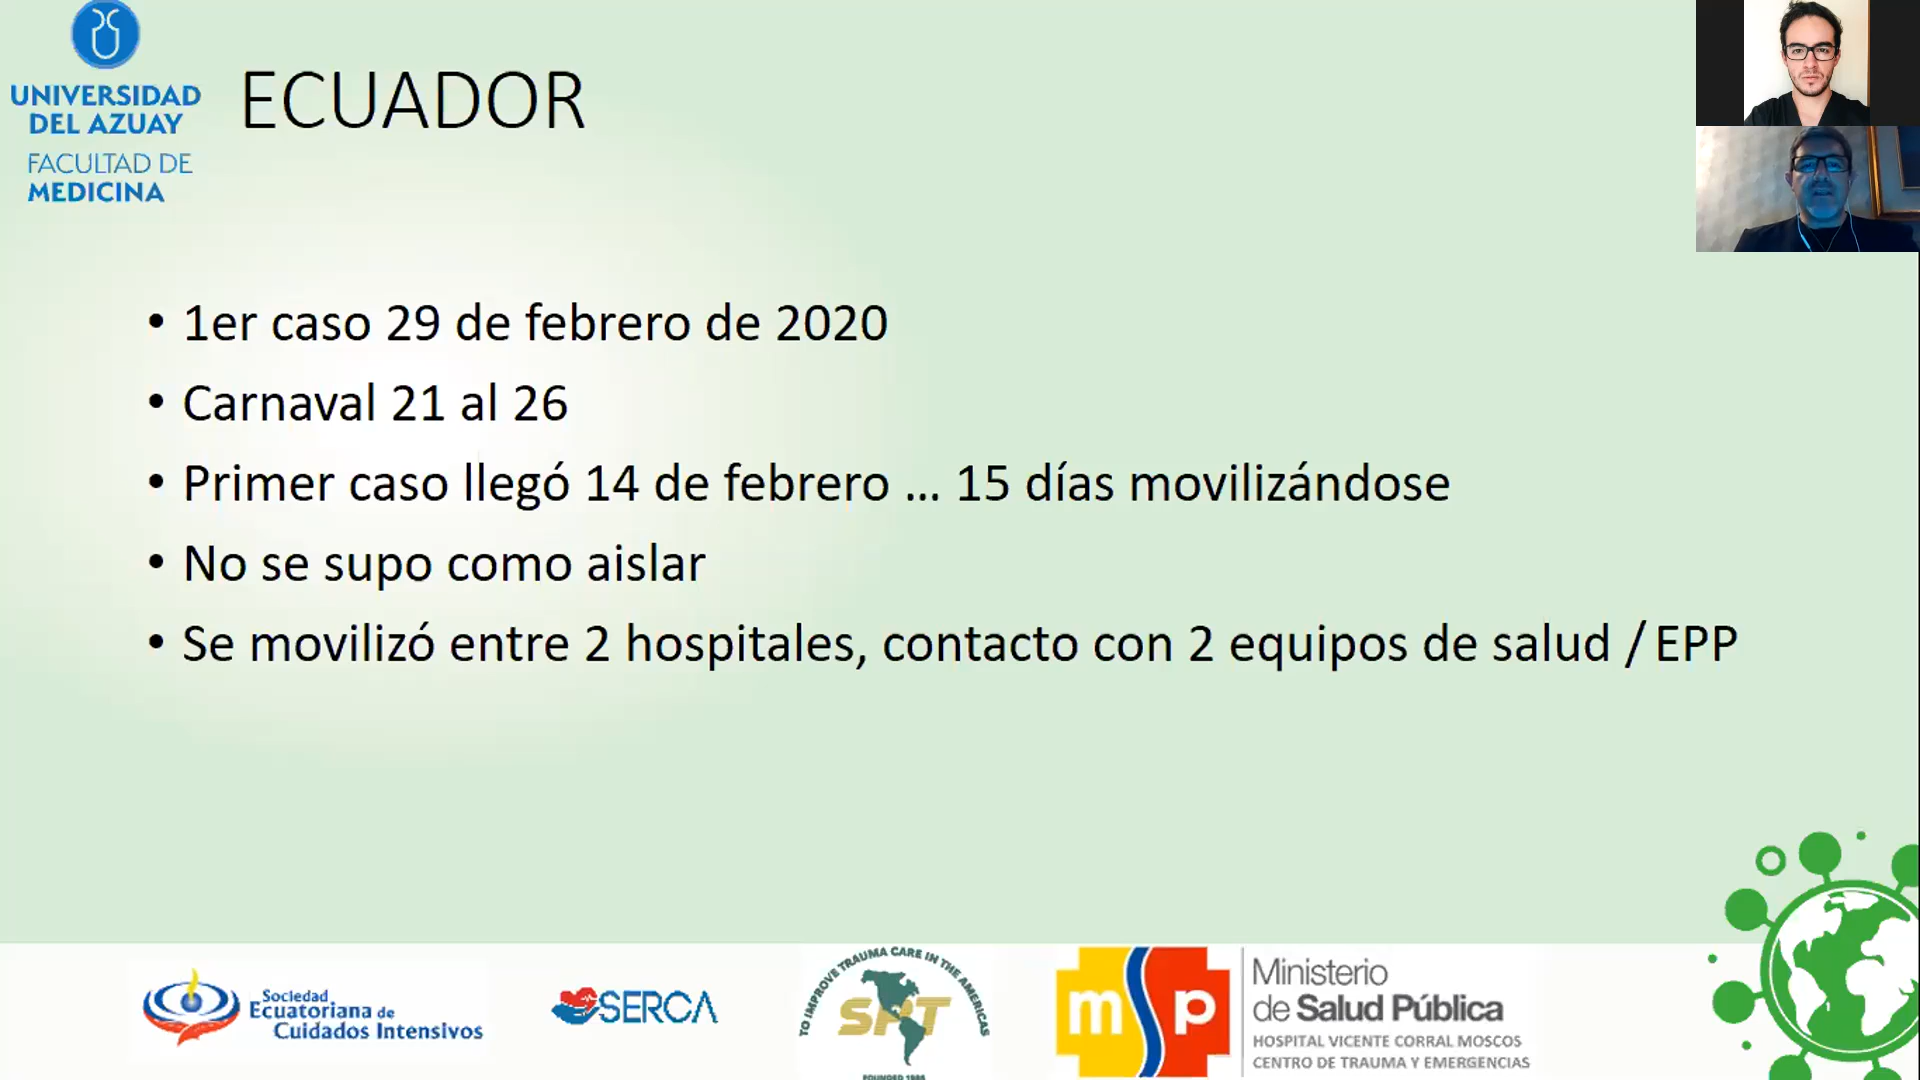 UNIVERSIDAD
DEL AZUAY
FACULTAD DE
MEDICINA
ECUADOR
• 1er caso 29 de febrero de 2020
• Carnaval 21 al 26
• Primer caso llegó 14 de febrero ... 15 días movilizándose
• No se supo como aislar
• Se movilizó entre 2 hospitales, contacto con 2 equipos de salud / EPP
Sociedad
Ecuatoriana de
Cuidados Intensivos
SERCA
TO IMPROVE TRAUMA CARE IN THE AMERICAS
SPT
FOUNDED 1986
msp
Ministerio
de Salud Pública
HOSPITAL VICENTE CORRAL MOSCOS
CENTRO DE TRAUMA Y EMERGENCIAS